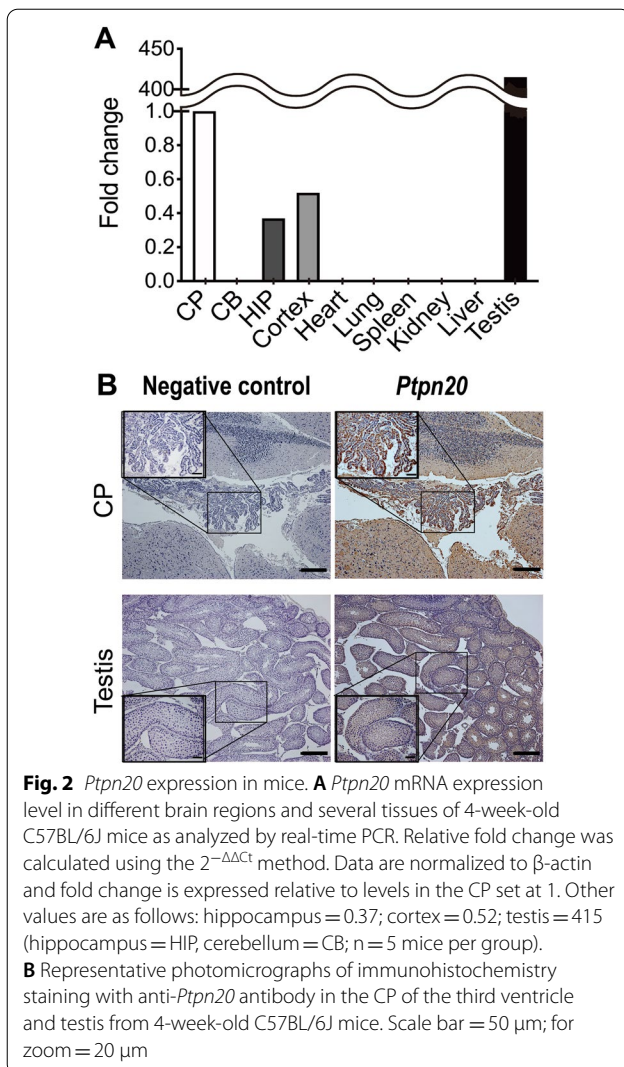 A
450
400
1.0
0.8
0.6
0.4
0.2
0.0
Fold change
CP
CB
HIP
Cortex
Heart
Lung
Spleen
Kidney
Liver
Testis
B
Negative control
Ptpn20
CP
Testis
Fig. 2 Ptpn20 expression in mice. A Ptpn20 mRNA expression
level in different brain regions and several tissues of 4-week-old
C57BL/6J mice as analyzed by real-time PCR. Relative fold change was
calculated using the 2−ΔΔCt method. Data are normalized to β-actin
and fold change is expressed relative to levels in the CP set at 1. Other
values are as follows: hippocampus = 0.37; cortex = 0.52; testis = 415
(hippocampus = HIP, cerebellum = CB; n = 5 mice per group).
B Representative photomicrographs of immunohistochemistry
staining with anti-Ptpn20 antibody in the CP of the third ventricle
and testis from 4-week-old C57BL/6J mice. Scale bar = 50 μm; for
zoom = 20 μm